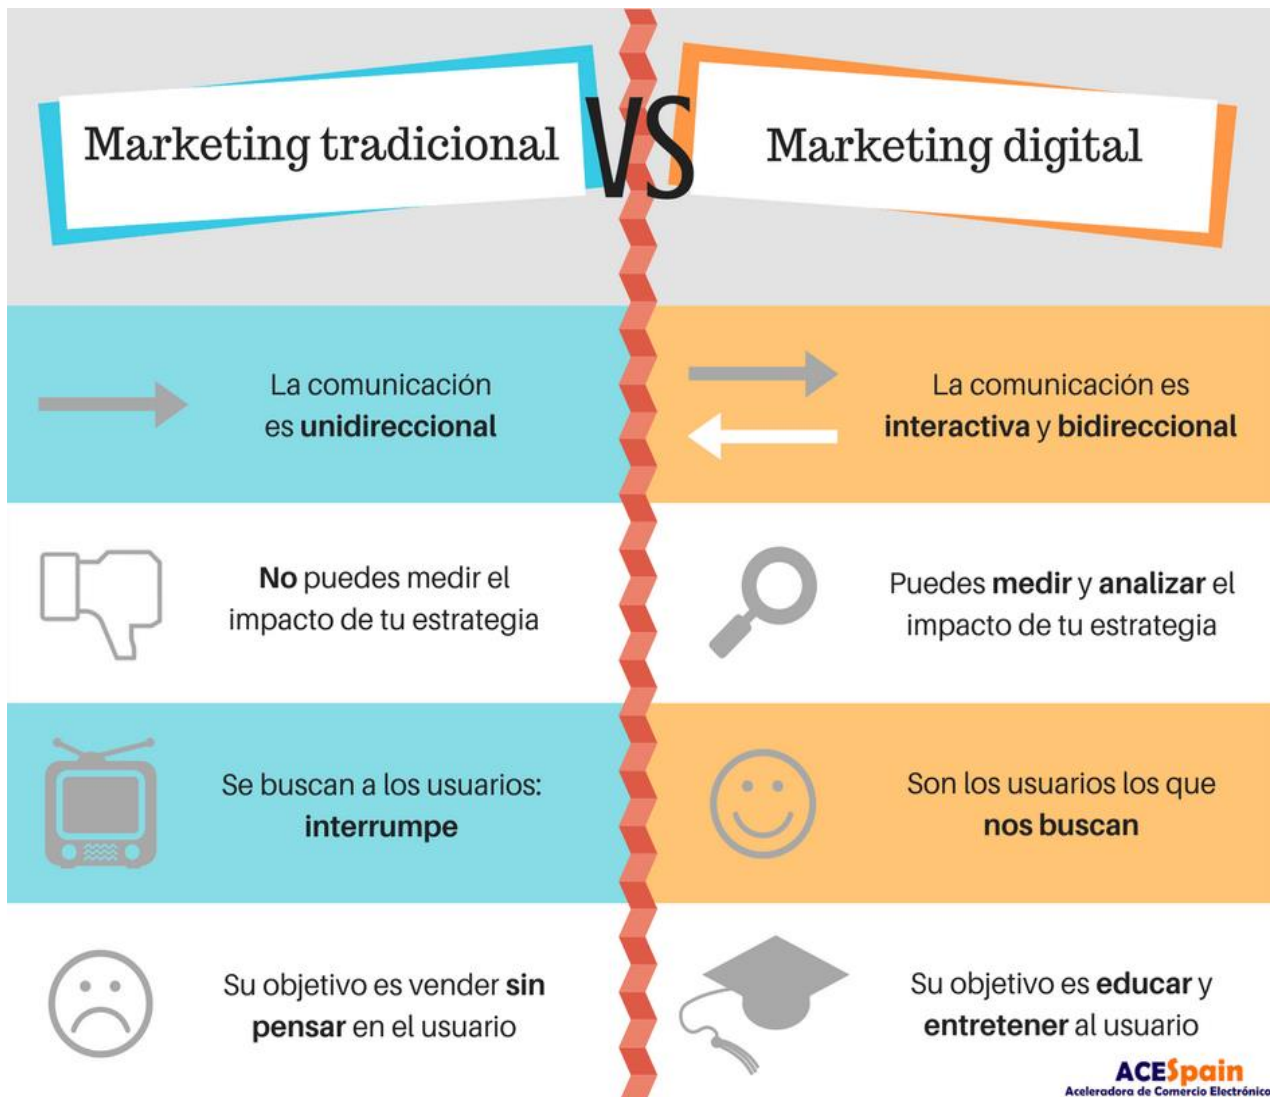 Marketing tradicional
VS
Marketing digital
La comunicación
es unidireccional
La comunicación es
interactiva y bidireccional
No puedes medir el
impacto de tu estrategia
Puedes medir y analizar el
impacto de tu estrategia
Se buscan a los usuarios:
interrumpe
Son los usuarios los que
nos buscan
Su objetivo es vender sin
pensar en el usuario
Su objetivo es educar y
entretener al usuario
ACESpain
Aceleradora de Comercio Electrónico